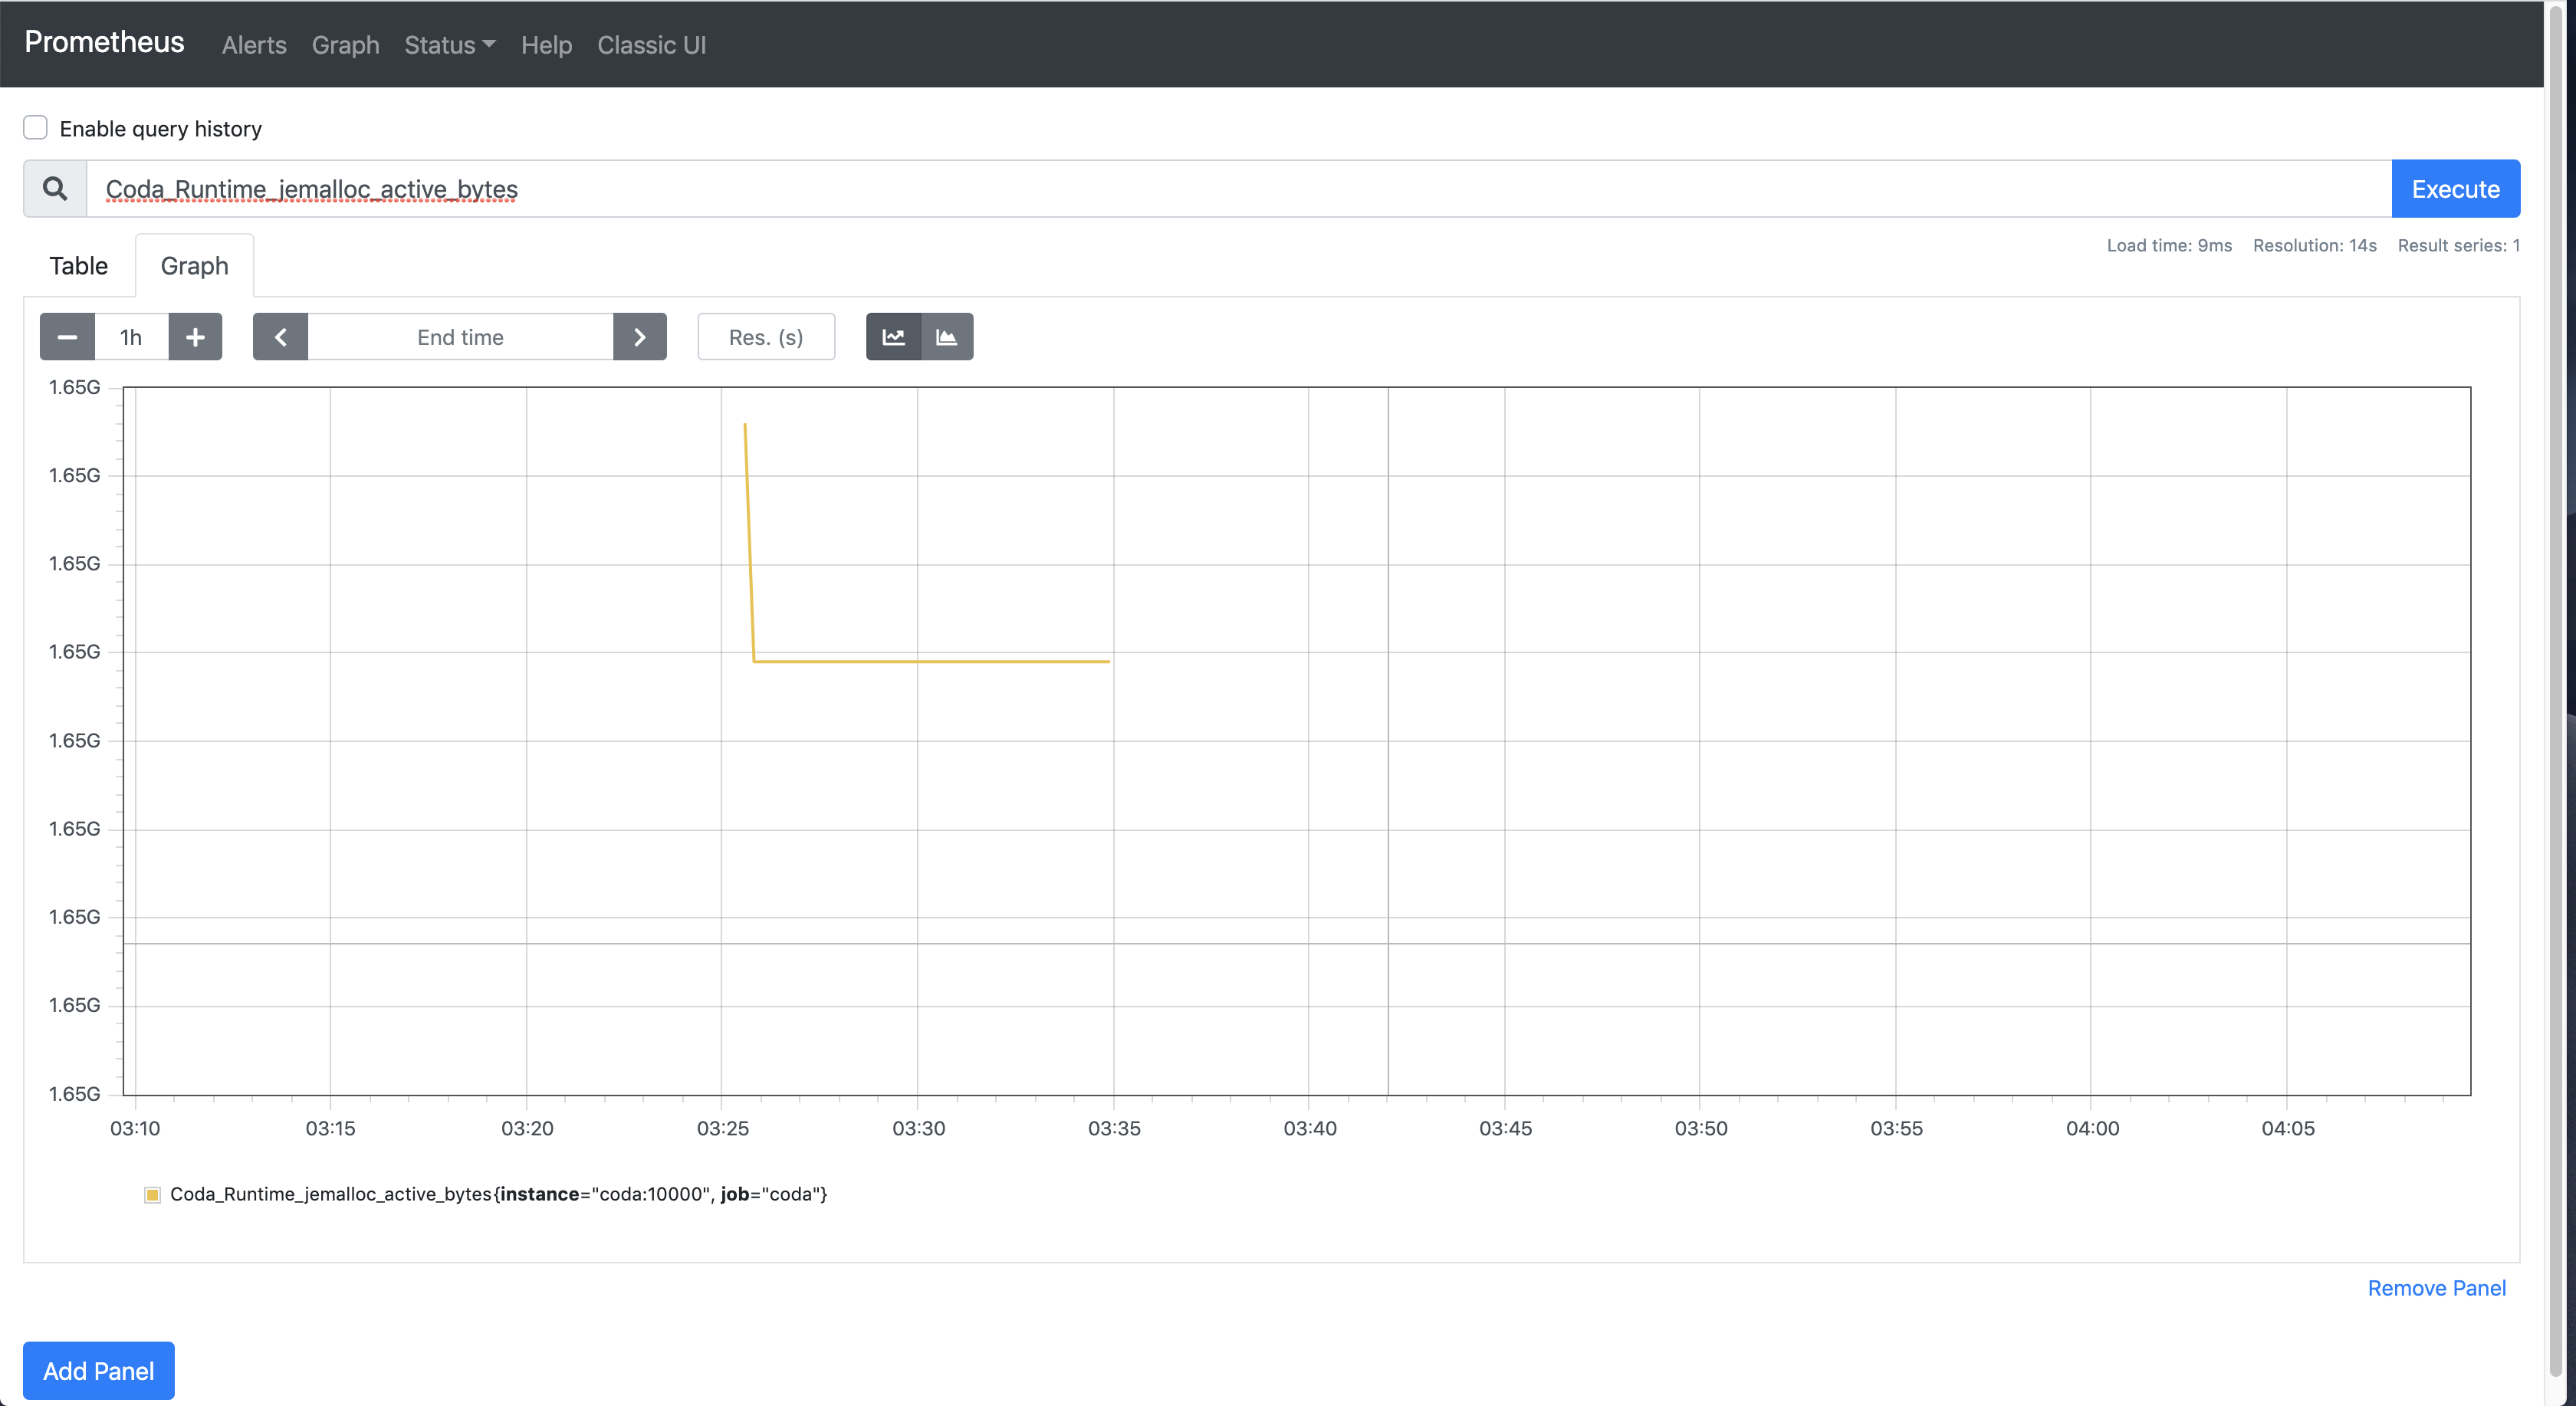 Prometheus Alerts Graph Status Help Classic UI
Enable query history
Coda_Runtime_jemalloc_active_bytes Execute
Load time: 9ms Resolution: 14s Result series: 1
Table Graph
1h End time Res. (s)
1.65G
1.65G
1.65G
1.65G
1.65G
1.65G
1.65G
1.65G
1.65G
03:10 03:15 03:20 03:25 03:30 03:35 03:40 03:45 03:50 03:55 04:00 04:05
Coda_Runtime_jemalloc_active_bytes{instance="coda:10000", job="coda"}
Remove Panel
Add Panel